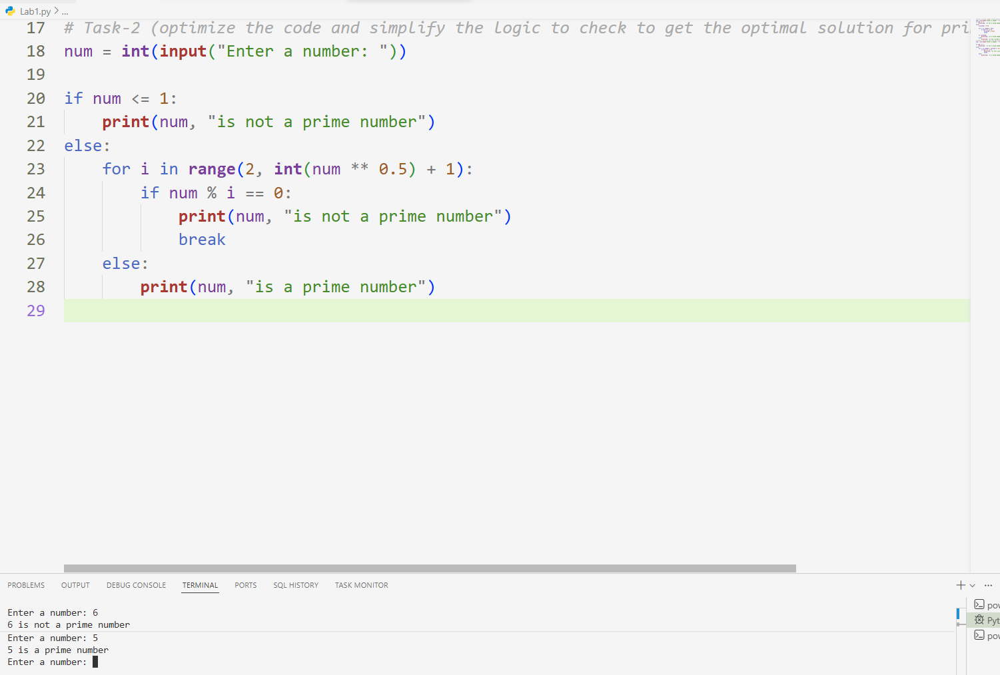 Lab1.py > ...
17 # Task-2 (optimize the code and simplify the logic to check to get the optimal solution for
18 num = int(input("Enter a number: "))
19
20 if num <= 1:
21     print(num, "is not a prime number")
22 else:
23     for i in range(2, int(num ** 0.5) + 1):
24         if num % i == 0:
25             print(num, "is not a prime number")
26             break
27     else:
28         print(num, "is a prime number")
29
PROBLEMS OUTPUT DEBUG CONSOLE TERMINAL PORTS SQL HISTORY TASK MONITOR
Enter a number: 6
6 is not a prime number
Enter a number: 5
5 is a prime number
Enter a number: